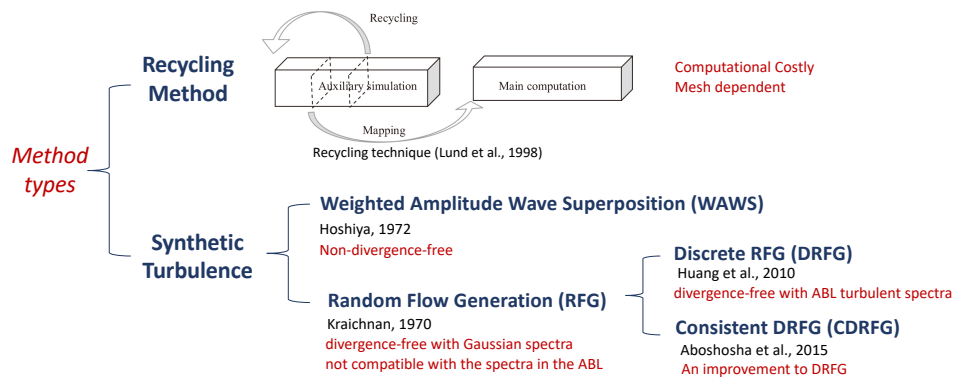 Recycling
Recycling
Method
Auxiliary simulation
Main computation
Computational Costly
Mesh dependent
Mapping
Recycling technique (Lund et al., 1998)
Method
types
Weighted Amplitude Wave Superposition (WAWS)
Hoshiya, 1972
Non-divergence-free
Synthetic
Turbulence
Random Flow Generation (RFG)
Kraichnan, 1970
divergence-free with Gaussian spectra
not compatible with the spectra in the ABL
Discrete RFG (DRFG)
Huang et al., 2010
divergence-free with ABL turbulent spectra
Consistent DRFG (CDRFG)
Aboshosha et al., 2015
An improvement to DRFG